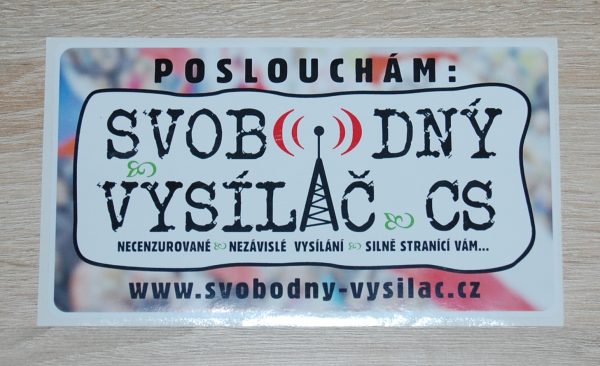 POSLOUCHÁM:
SVOBODNÝ
VYSÍLAČ CS
NECENZUROVANÉ NEZÁVISLÉ VYSÍLÁNÍ SILNĚ STRANÍCÍ VÁM...
www.svobodny-vysilac.cz